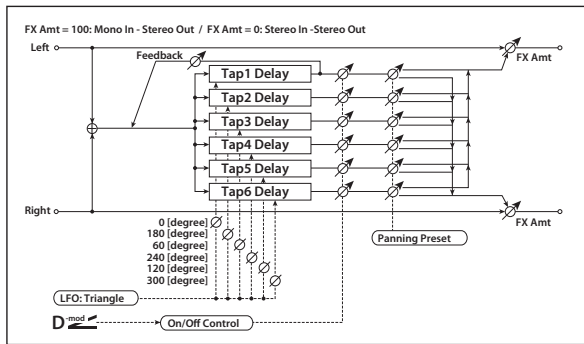 FX Amt = 100: Mono In - Stereo Out / FX Amt = 0: Stereo In -Stereo Out
Left
FX Amt
Feedback
Tap1 Delay
Tap2 Delay
Tap3 Delay
Tap4 Delay
Tap5 Delay
Tap6 Delay
Right
FX Amt
0 [degree]
180 [degree]
60 [degree]
240 [degree]
120 [degree]
300 [degree]
Panning Preset
LFO: Triangle
D-mod
On/Off Control